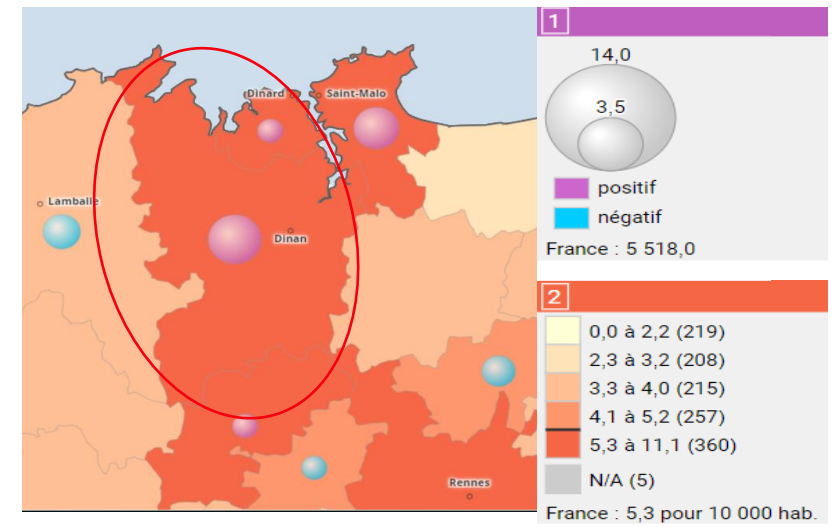 Dinard
Saint-Malo
Lamballe
Dinan
Rennes
1
14,0
3,5
positif
négatif
France : 5 518,0
2
0,0 à 2,2 (219)
2,3 à 3,2 (208)
3,3 à 4,0 (215)
4,1 à 5,2 (257)
5,3 à 11,1 (360)
N/A (5)
France : 5,3 pour 10 000 hab.